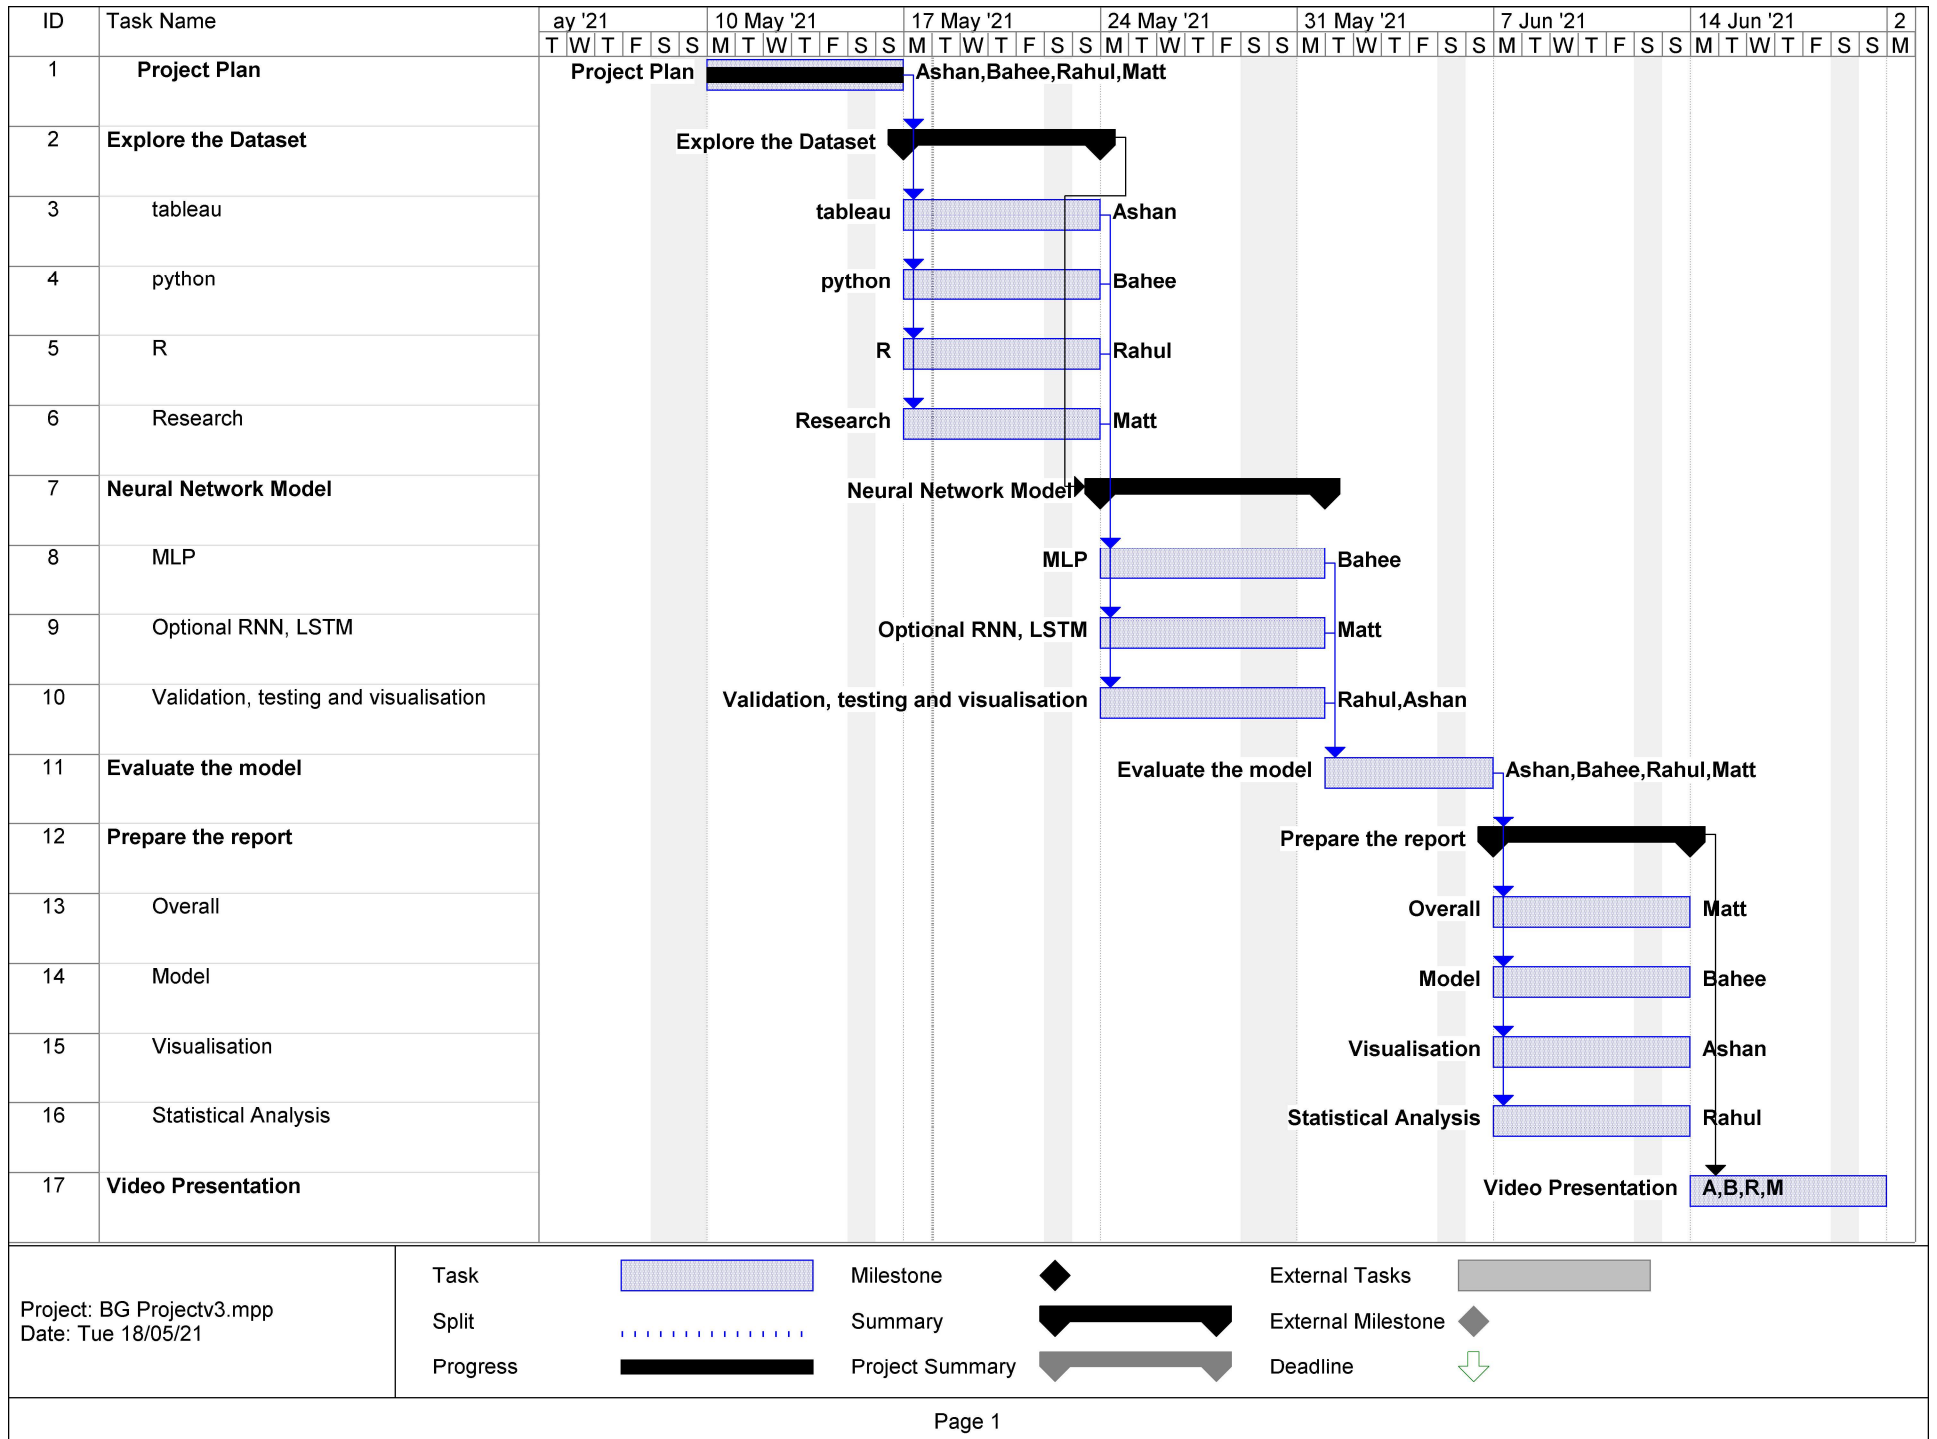 ID Task Name ay '21 10 May '21 17 May '21 24 May '21 31 May '21 7 Jun '21 14 Jun '21 2
T W T F S S M T W T F S S M T W T F S S M T W T F S S M T W T F S S M T W T F S S M T W T F S S M
1 Project Plan Project Plan Ashan,Bahee,Rahul,Matt
2 Explore the Dataset Explore the Dataset
3 tableau tableau Ashan
4 python python Bahee
5 R R Rahul
6 Research Research Matt
7 Neural Network Model Neural Network Model
8 MLP MLP Bahee
9 Optional RNN, LSTM Optional RNN, LSTM Matt
10 Validation, testing and visualisation Validation, testing and visualisation Rahul,Ashan
11 Evaluate the model Evaluate the model Ashan,Bahee,Rahul,Matt
12 Prepare the report Prepare the report
13 Overall Overall Matt
14 Model Model Bahee
15 Visualisation Visualisation Ashan
16 Statistical Analysis Statistical Analysis Rahul
17 Video Presentation Video Presentation A,B,R,M
Project: BG Projectv3.mpp
Date: Tue 18/05/21
Task Milestone External Tasks
Split Summary External Milestone
Progress Project Summary Deadline
Page 1